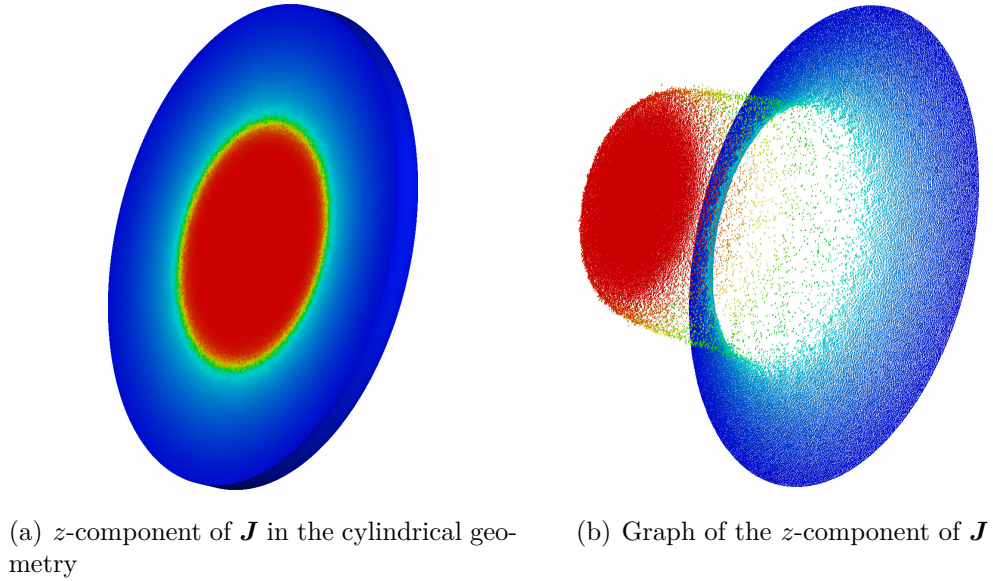 (a) z-component of J in the cylindrical geo-
metry
(b) Graph of the z-component of J